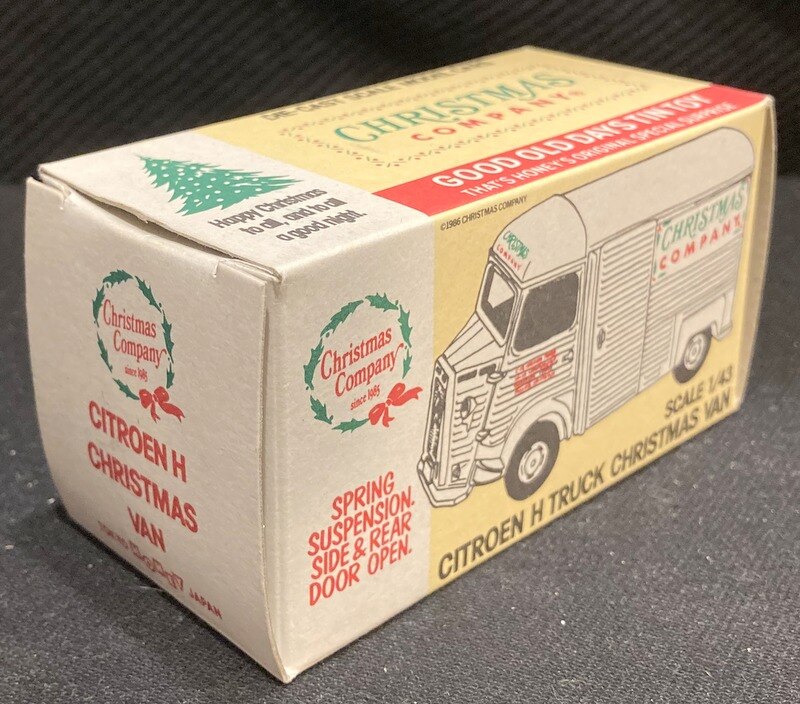 DIE-CAST SCALE MODEL
CHRISTMAS
COMPANY®
GOOD OLD DAYS TIN TOY
THAT'S HONEY'S ORIGINAL SPECIAL SURPRISE
Happy Christmas
to all, and to all
a good night.
©1986 CHRISTMAS COMPANY
CHRISTMAS
COMPANY
CHRISTMAS
COMPANY
SCALE 1/43
CITROEN H TRUCK CHRISTMAS VAN
Christmas
Company
since 1985
SPRING
SUSPENSION.
SIDE & REAR
DOOR OPEN.
Christmas
Company
since 1985
CITROEN H
CHRISTMAS
VAN
JAPAN